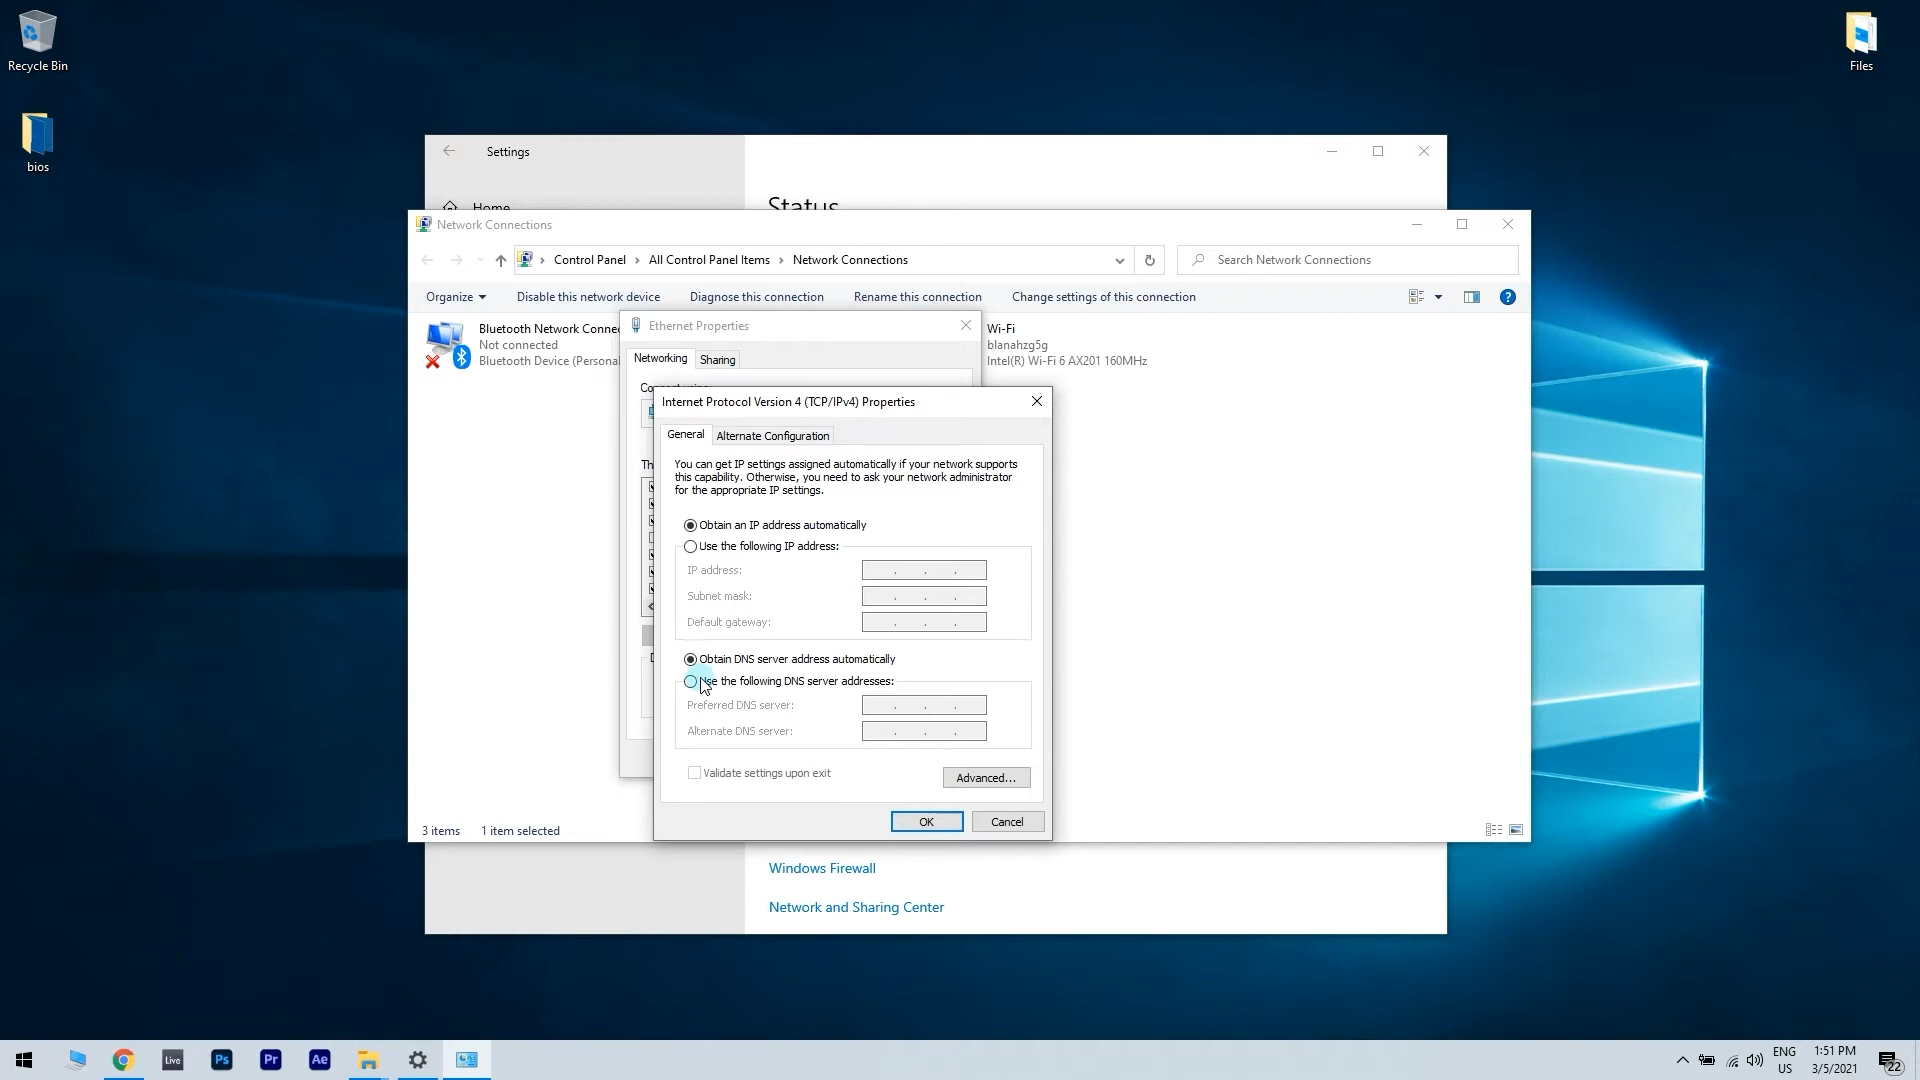 Recycle Bin
Files
bios
Settings
Home
Status
Network Connections
Control Panel
All Control Panel Items
Network Connections
Search Network Connections
Organize
Disable this network device
Diagnose this connection
Rename this connection
Change settings of this connection
Bluetooth Network Conne
Not connected
Bluetooth Device (Persona
Wi-Fi
blanahzg5g
Intel(R) Wi-Fi 6 AX201 160MHz
Ethernet Properties
Networking
Sharing
Internet Protocol Version 4 (TCP/IPv4) Properties
General
Alternate Configuration
You can get IP settings assigned automatically if your network supports
this capability. Otherwise, you need to ask your network administrator
for the appropriate IP settings.
Obtain an IP address automatically
Use the following IP address:
IP address:
Subnet mask:
Default gateway:
Obtain DNS server address automatically
Use the following DNS server addresses:
Preferred DNS server:
Alternate DNS server:
Validate settings upon exit
Advanced...
OK
Cancel
3 items
1 item selected
Windows Firewall
Network and Sharing Center
Live
Ps
Pr
Ae
ENG
US
1:51 PM
3/5/2021
22